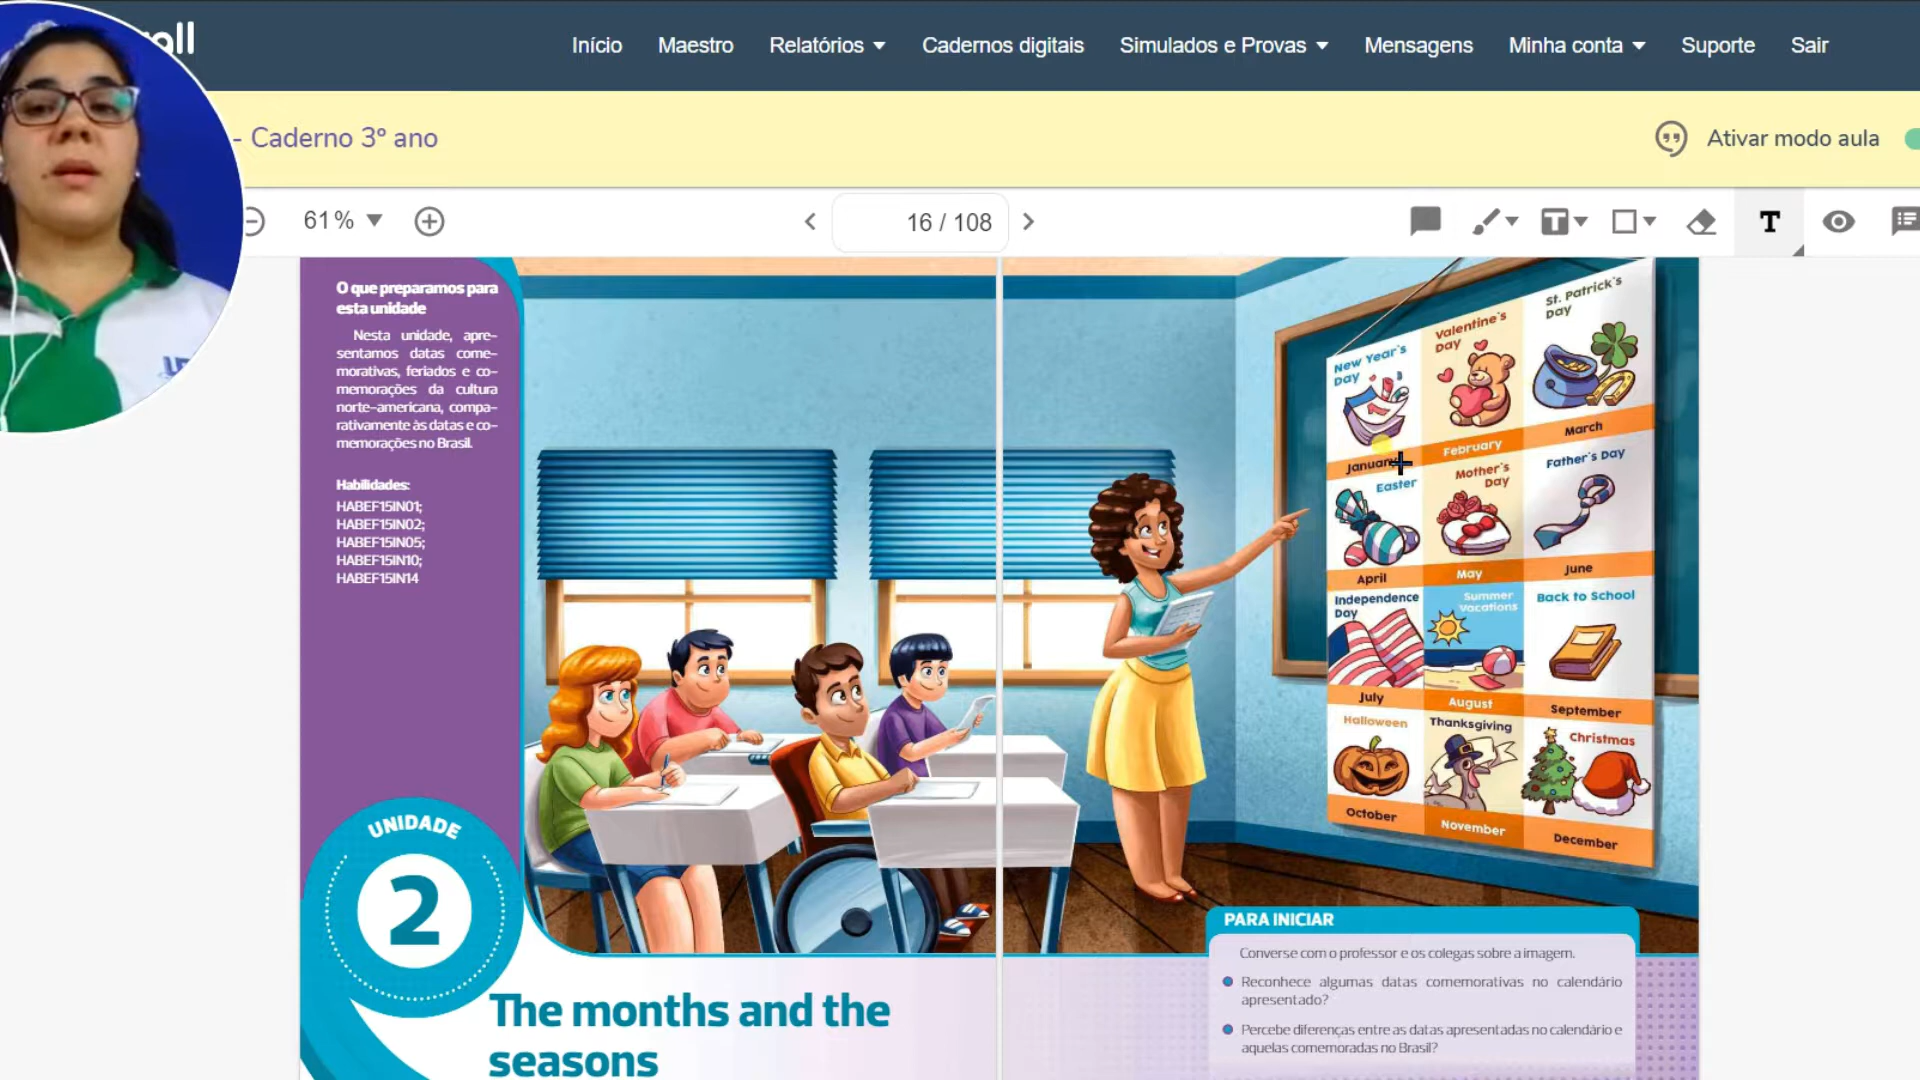 Início Maestro Relatórios Cadernos digitais Simulados e Provas Mensagens Minha conta Suporte Sair
- Caderno 3º ano
Ativar modo aula
61%
16 / 108
O que preparamos para
esta unidade
Nesta unidade, apre-
sentamos datas come-
morativas, feriados e co-
memorações da cultura
norte-americana, compa-
rativamente às datas e co-
memorações no Brasil.
Habilidades:
HABEF15IN01;
HABEF15IN02;
HABEF15IN05;
HABEF15IN10;
HABEF15IN14
New Year's
Day
January
Valentine's
Day
February
St. Patrick's
Day
March
Easter
April
Mother's
Day
May
Father's Day
June
Independence
Day
July
Summer
Vacations
August
Back to School
September
Halloween
October
Thanksgiving
November
Christmas
December
UNIDADE
2
The months and the
seasons
PARA INICIAR
Converse com o professor e os colegas sobre a imagem.
Reconhece algumas datas comemorativas no calendário
apresentado?
Percebe diferenças entre as datas apresentadas no calendário e
aquelas comemoradas no Brasil?